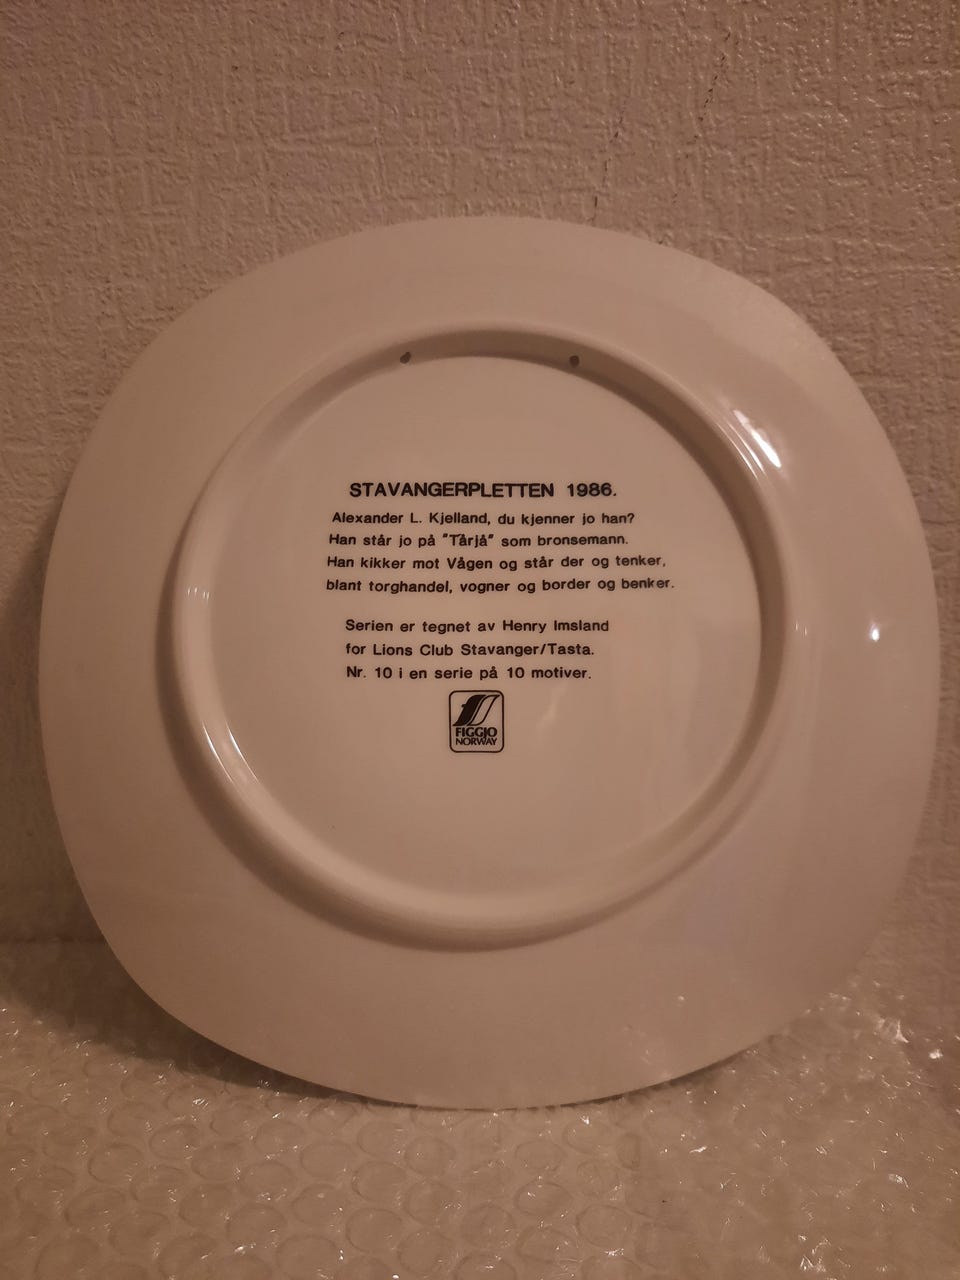 STAVANGERPLETTEN 1986.
Alexander L. Kjelland, du kjenner jo han?
Han står jo på "Tårjå" som bronsemann.
Han kikker mot Vågen og står der og tenker,
blant torghandel, vogner og border og benker.
Serien er tegnet av Henry Imsland
for Lions Club Stavanger/Tasta.
Nr. 10 i en serie på 10 motiver.
FIGGJO
NORWAY